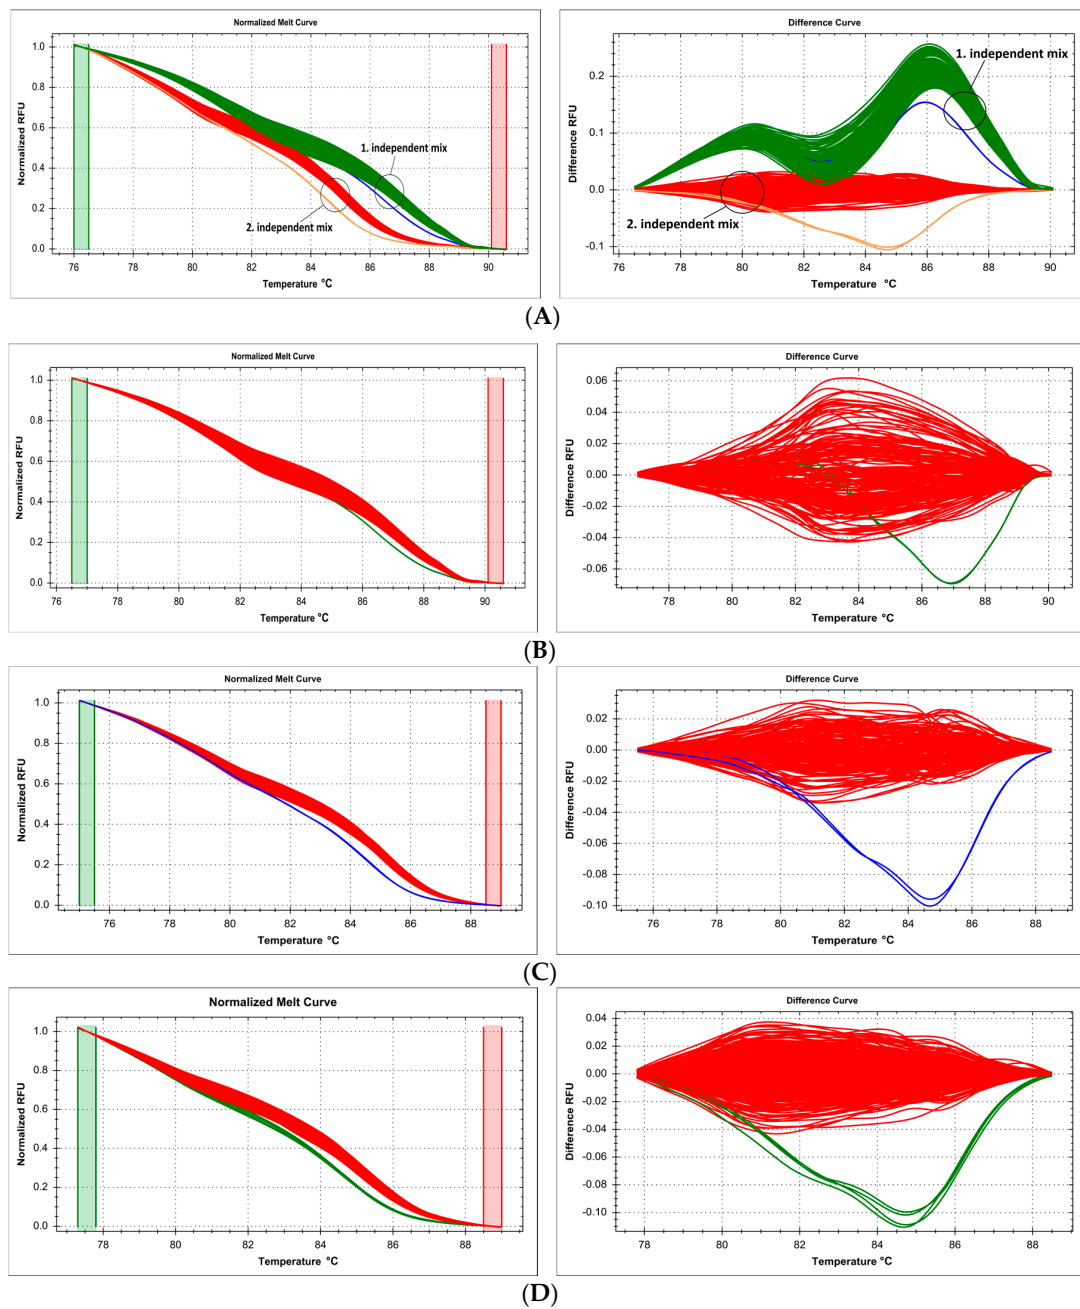 Normalized Melt Curve
Normalized RFU
1.0
0.8
0.6
0.4
0.2
0.0
1. independent mix
2. independent mix
76 78 80 82 84 86 88 90
Temperature °C
Difference Curve
Difference RFU
0.2
0.1
0.0
-0.1
1. independent mix
2. independent mix
78 80 82 84 86 88 90
Temperature °C
(A)
Normalized Melt Curve
Normalized RFU
1.0
0.8
0.6
0.4
0.2
0.0
76 78 80 82 84 86 88 90
Temperature °C
Difference Curve
Difference RFU
0.06
0.04
0.02
0.00
-0.02
-0.04
-0.06
78 80 82 84 86 88 90
Temperature °C
(B)
Normalized Melt Curve
Normalized RFU
1.0
0.8
0.6
0.4
0.2
0.0
76 78 80 82 84 86 88
Temperature °C
Difference Curve
Difference RFU
0.02
0.00
-0.02
-0.04
-0.06
-0.08
-0.10
76 78 80 82 84 86 88
Temperature °C
(C)
Normalized Melt Curve
Normalized RFU
1.0
0.8
0.6
0.4
0.2
0.0
78 80 82 84 86 88
Temperature °C
Difference Curve
Difference RFU
0.04
0.02
0.00
-0.02
-0.04
-0.06
-0.08
-0.10
78 80 82 84 86 88
Temperature °C
(D)